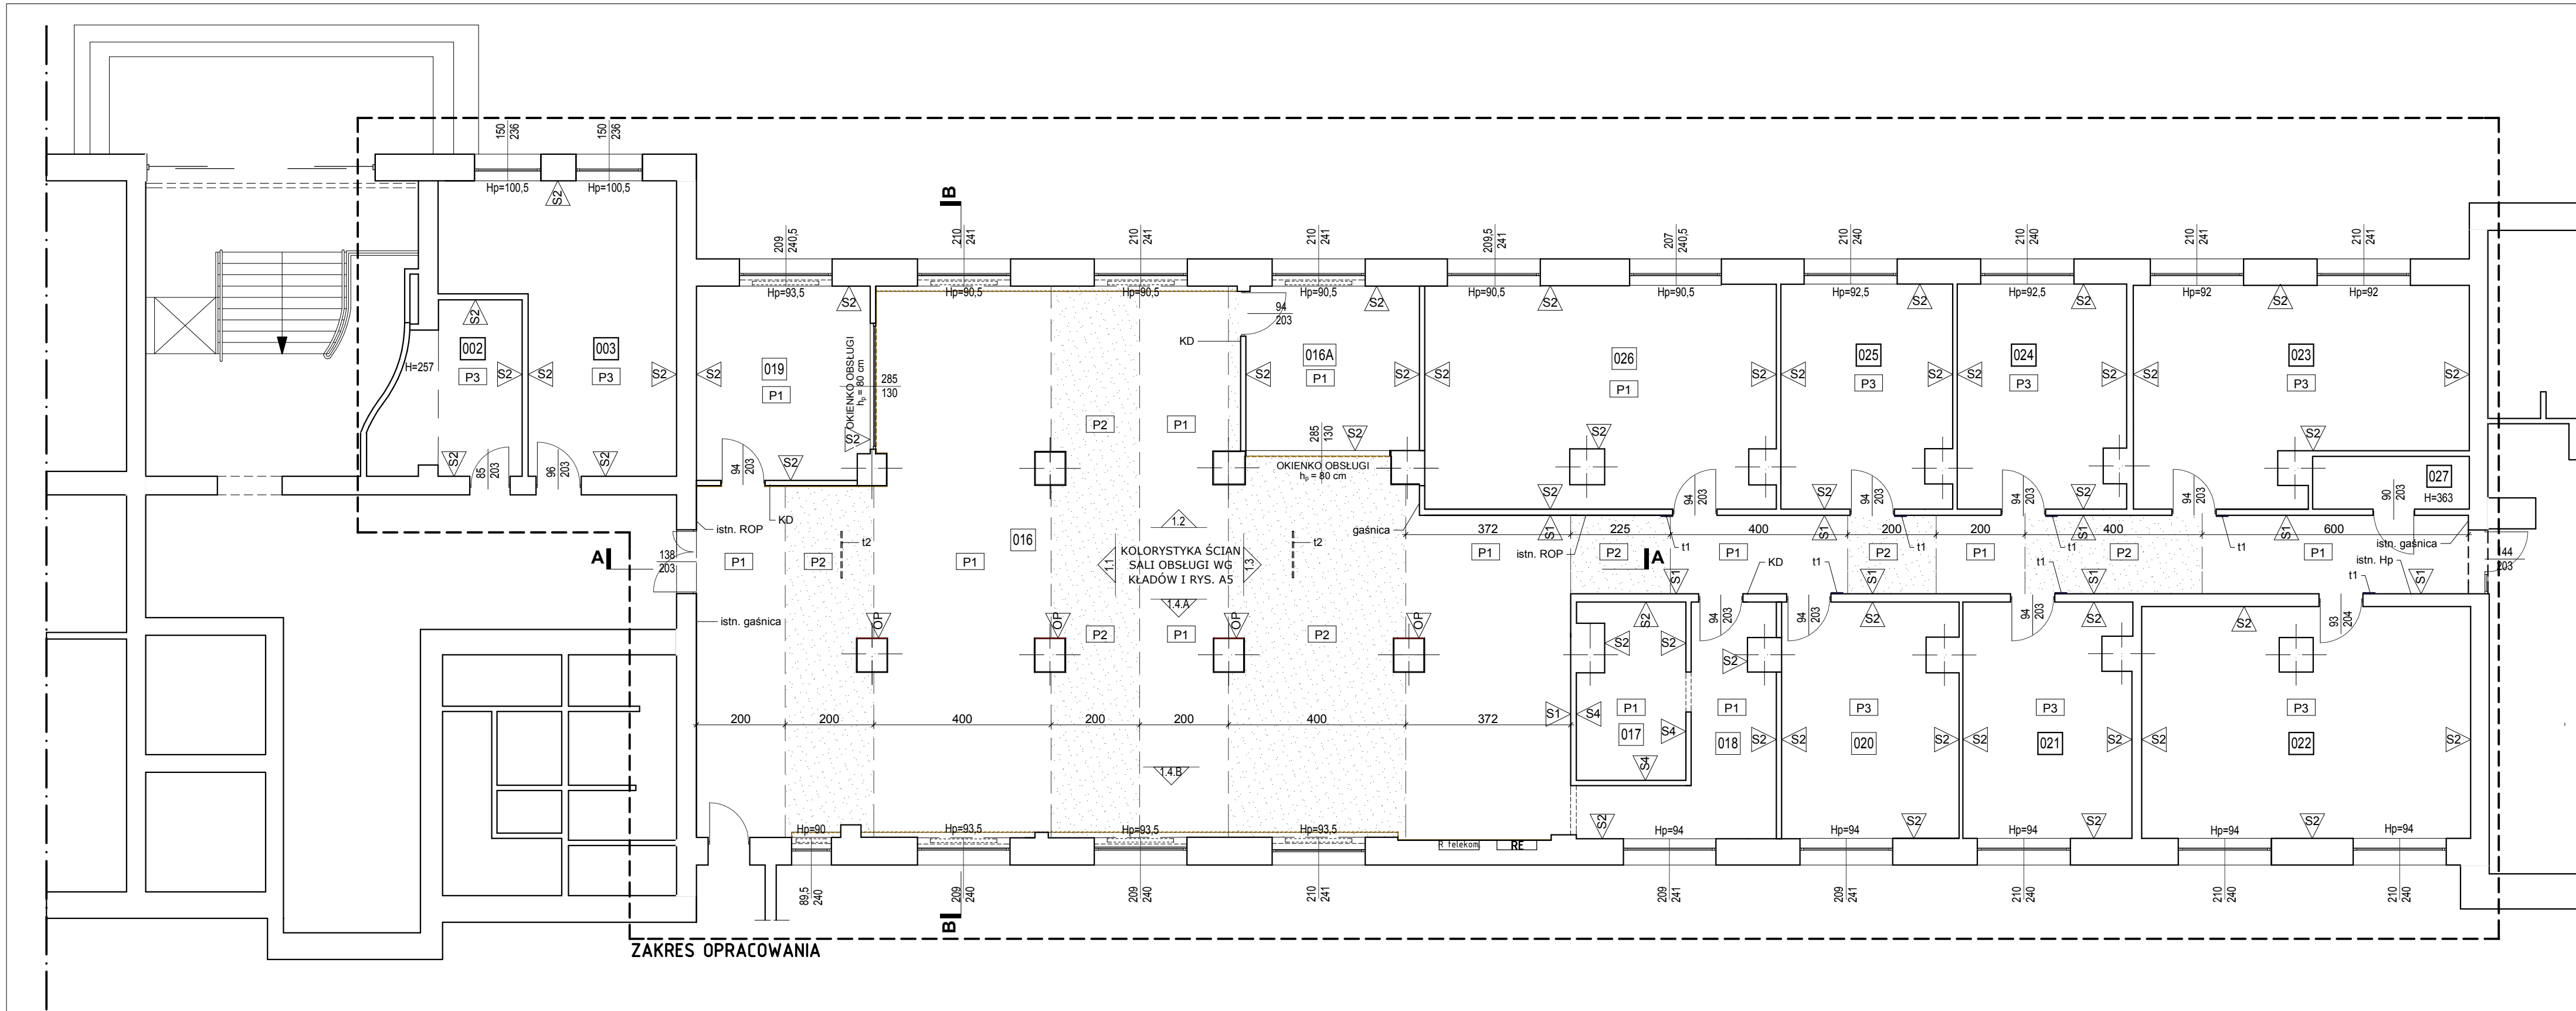 150
236
150
236
Hp=100,5
Hp=100,5
S2
B
209
240,5
210
241
210
241
210
241
209,5
241
207
240,5
210
240
210
240
210
241
210
241
Hp=93,5
Hp=90,5
Hp=90,5
Hp=90,5
Hp=90,5
Hp=90,5
Hp=92,5
Hp=92,5
Hp=92
Hp=92
S2
S2
S2
S2
S2
S2
S2
94
203
KD
002
P3
S2
H=257
S2
85
203
003
P3
S2
S2
S2
96
203
019
P1
S2
S2
S2
94
203
OKIENKO OBSŁUGI
hp = 80 cm
285
130
P2
P1
016A
P1
S2
S2
S2
285
130
OKIENKO OBSŁUGI
hp = 80 cm
026
P1
S2
S2
S2
S2
94
203
025
P3
S2
S2
S2
94
203
024
P3
S2
S2
S2
94
203
023
P3
S2
S2
S2
94
203
027
H=363
90
203
istn. ROP
KD
A
138
203
P1
P2
t2
P1
016
1.2
1.1
KOLORYSTYKA ŚCIAN
SALI OBSŁUGI WG
KŁADÓW I RYS. A5
1.3
1.4.A
t2
gaśnica
372
225
400
200
200
400
600
P1
istn. ROP
P2
A
t1
P1
P2
t1
P1
t1
P2
t1
P1
istn. gaśnica
S1
S1
S1
S1
44
203
KD
t1
t1
istn. Hp
t1
S1
S1
S1
S1
istn. gaśnica
OP
OP
OP
OP
P2
P1
P2
94
203
94
203
94
203
93
204
S2
S2
S2
S2
S2
S2
S2
200
200
400
200
200
400
372
S1
S4
P1
017
S4
S4
P1
018
S2
S2
P3
020
S2
S2
P3
021
S2
S2
P3
022
S2
1.4.B
S2
S2
S2
S2
Hp=90
Hp=93,5
Hp=93,5
Hp=93,5
R telekom.
RE
Hp=94
Hp=94
Hp=94
Hp=94
Hp=94
89,5
240
209
240
209
240
210
241
209
241
209
241
210
240
210
240
210
240
B
ZAKRES OPRACOWANIA